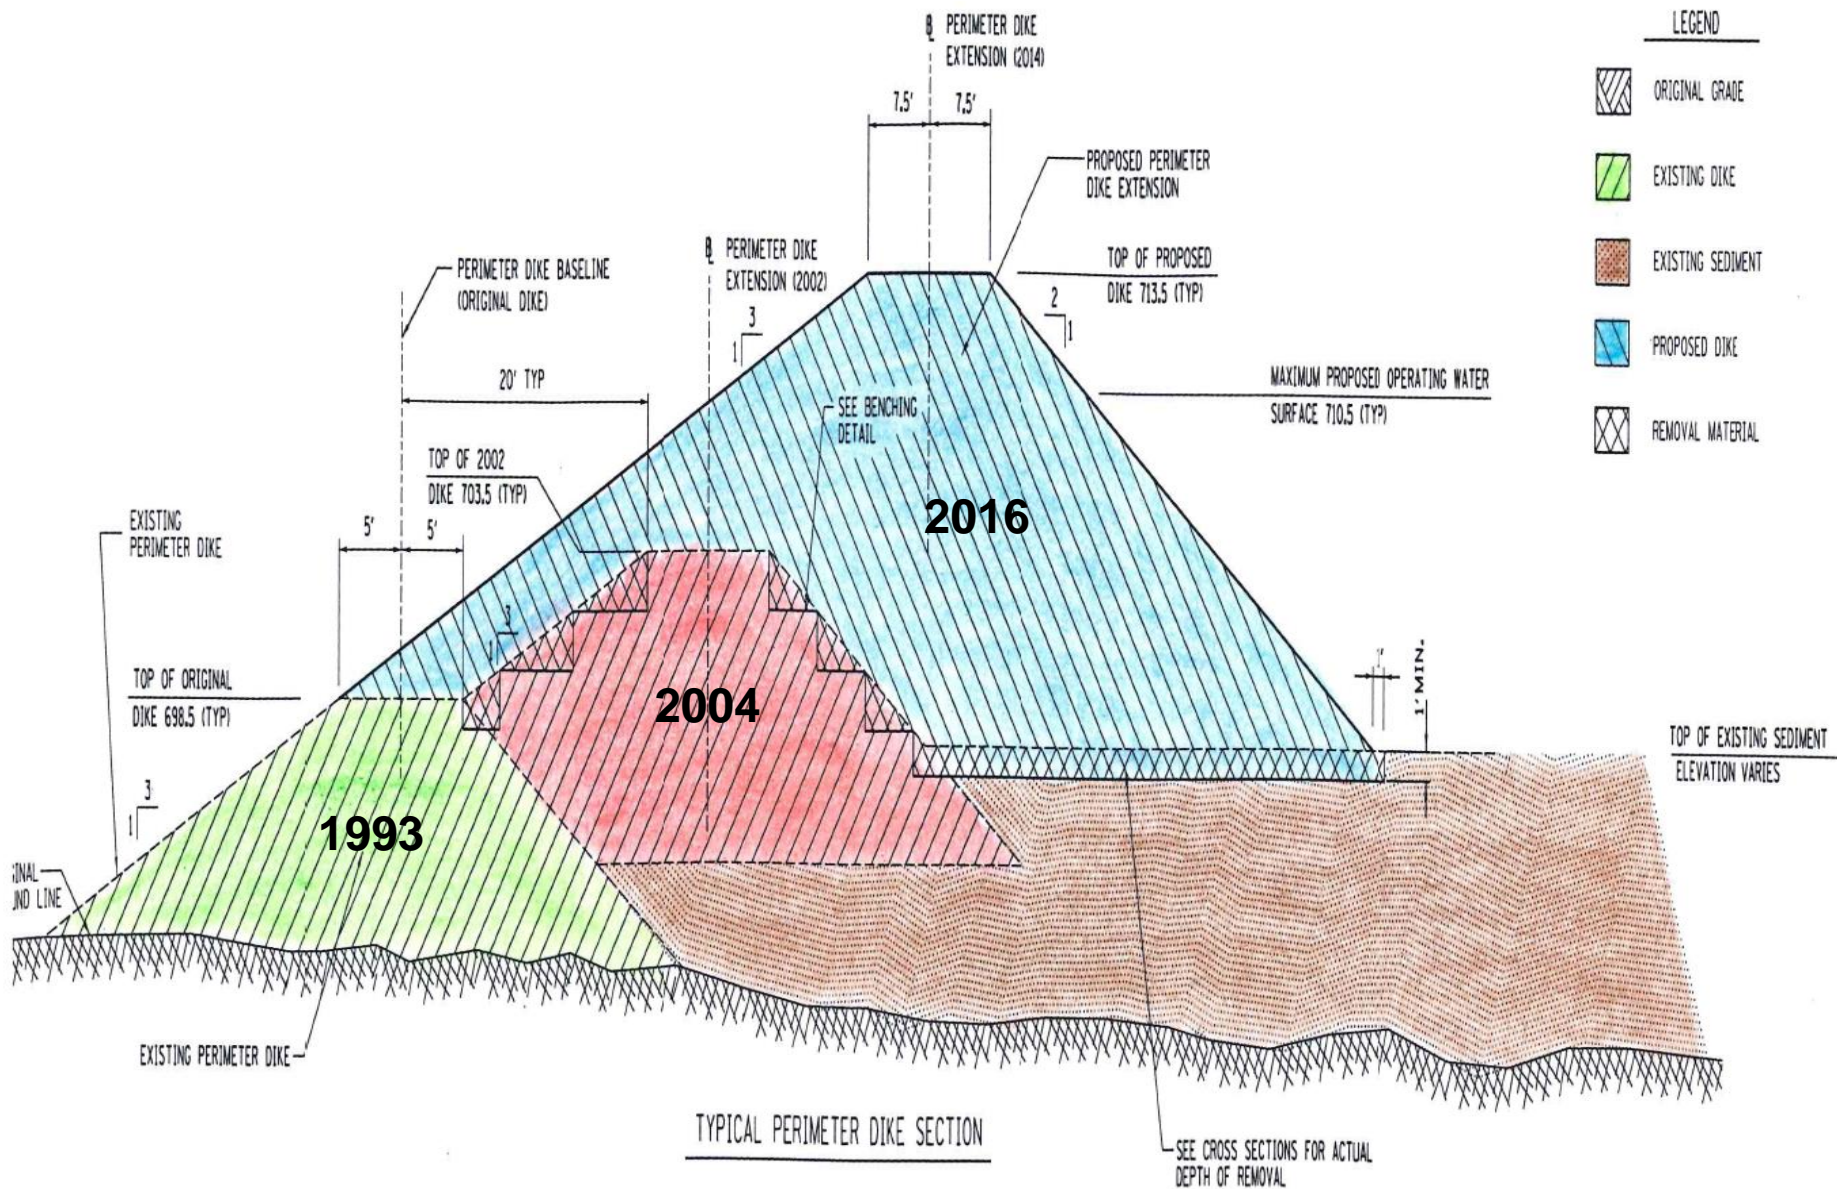 PERIMETER DIKE
EXTENSION (2014)
LEGEND
ORIGINAL GRADE
EXISTING DIKE
EXISTING SEDIMENT
PROPOSED DIKE
REMOVAL MATERIAL
7.5'
7.5'
PROPOSED PERIMETER
DIKE EXTENSION
PERIMETER DIKE
EXTENSION (2002)
PERIMETER DIKE BASELINE
(ORIGINAL DIKE)
TOP OF PROPOSED
DIKE 713.5 (TYP)
3
1
2
1
20' TYP
MAXIMUM PROPOSED OPERATING WATER
SURFACE 710.5 (TYP)
SEE BENCHING
DETAIL
TOP OF 2002
DIKE 703.5 (TYP)
EXISTING
PERIMETER DIKE
5'
5'
2016
3
1
TOP OF ORIGINAL
DIKE 698.5 (TYP)
2004
1'
1' MIN.
TOP OF EXISTING SEDIMENT
ELEVATION VARIES
3
1
1993
INAL
ND LINE
EXISTING PERIMETER DIKE
TYPICAL PERIMETER DIKE SECTION
SEE CROSS SECTIONS FOR ACTUAL
DEPTH OF REMOVAL